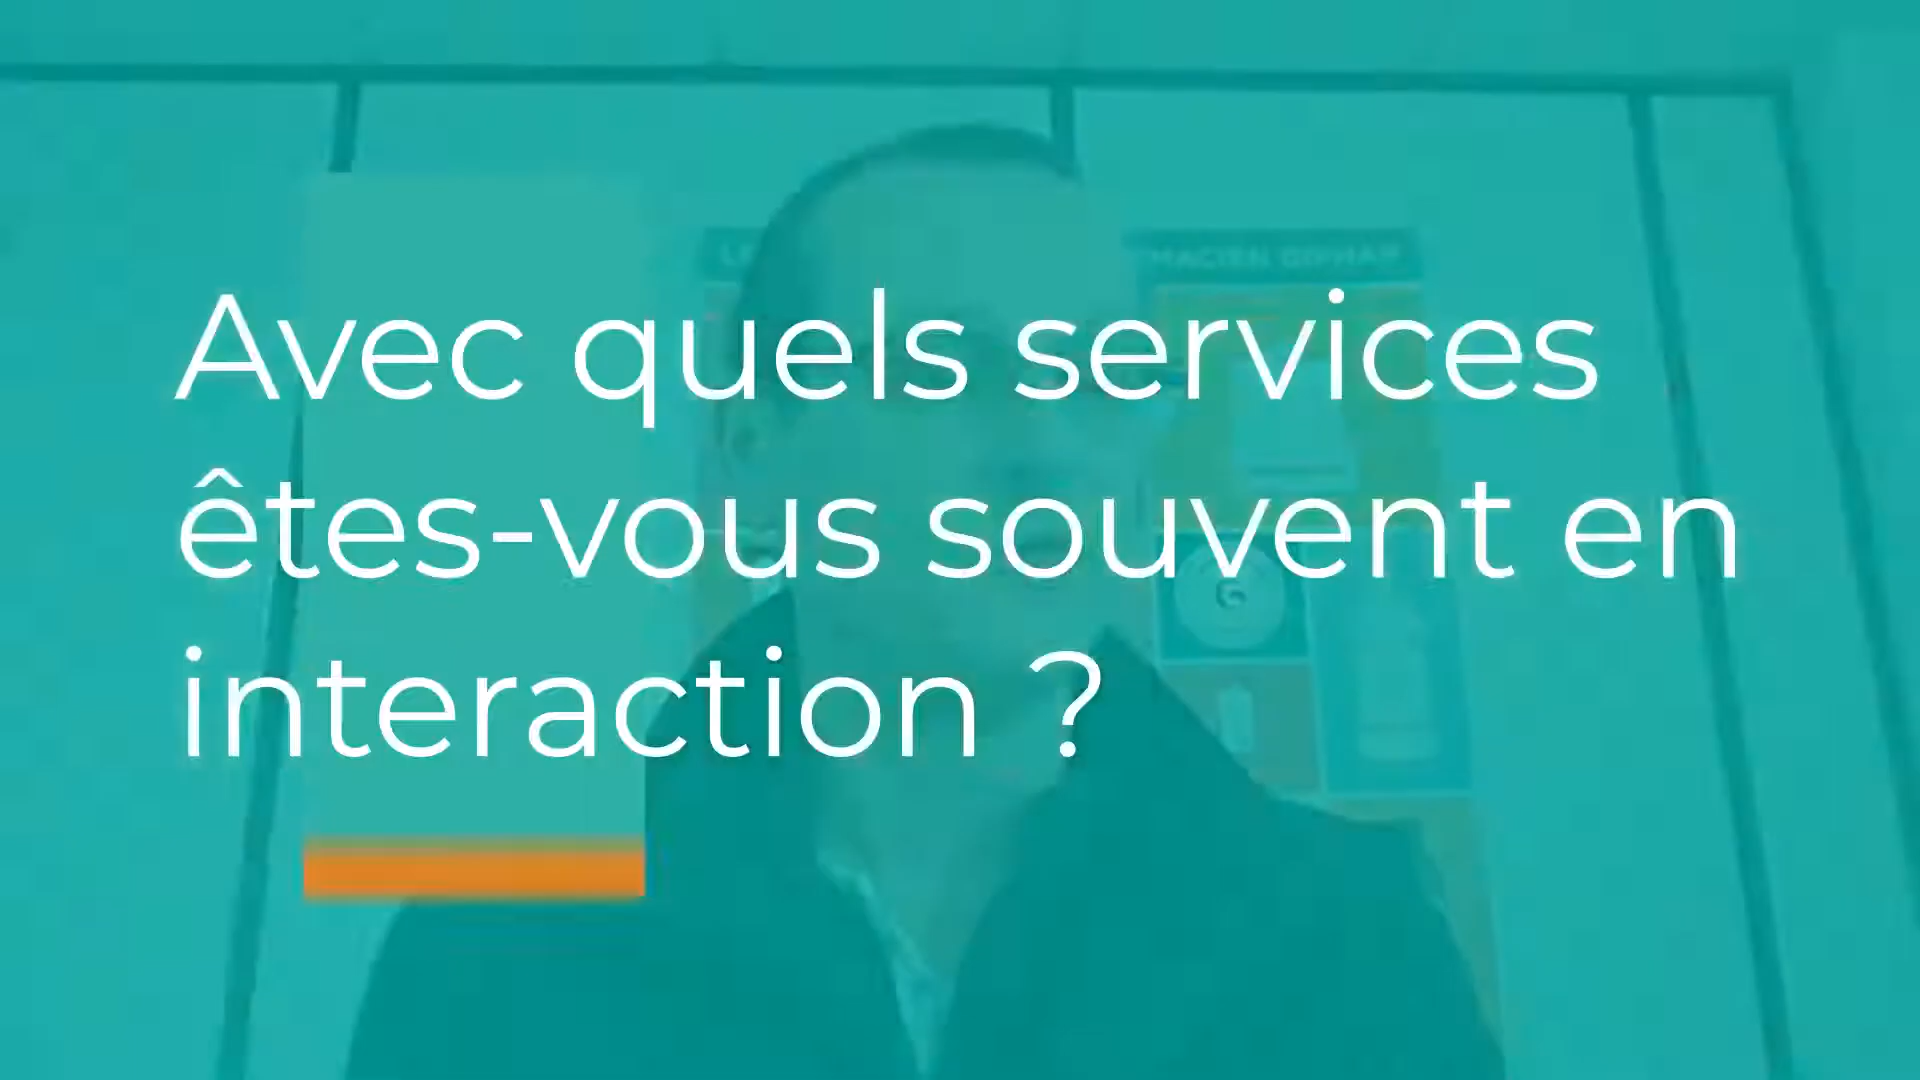 Avec quels services
êtes-vous souvent en
interaction ?